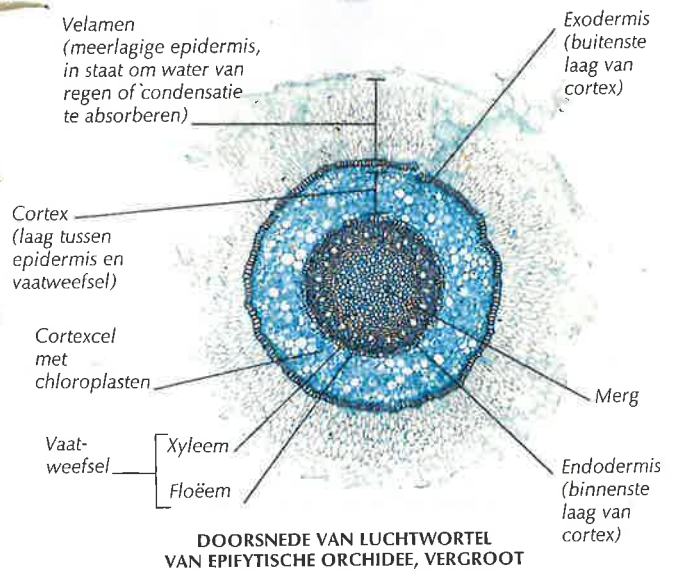 Velamen
(meerlagige epidermis,
in staat om water van
regen of condensatie
te absorberen)
Exodermis
(buitenste
laag van
cortex)
Cortex
(laag tussen
epidermis en
vaatweefsel)
Cortexcel
met
chloroplasten
Merg
Vaat-
weefsel
Xyleem
Floëem
Endodermis
(binnenste
laag van
cortex)
DOORSNEDE VAN LUCHTWORTEL
VAN EPIFYTISCHE ORCHIDEE, VERGROOT